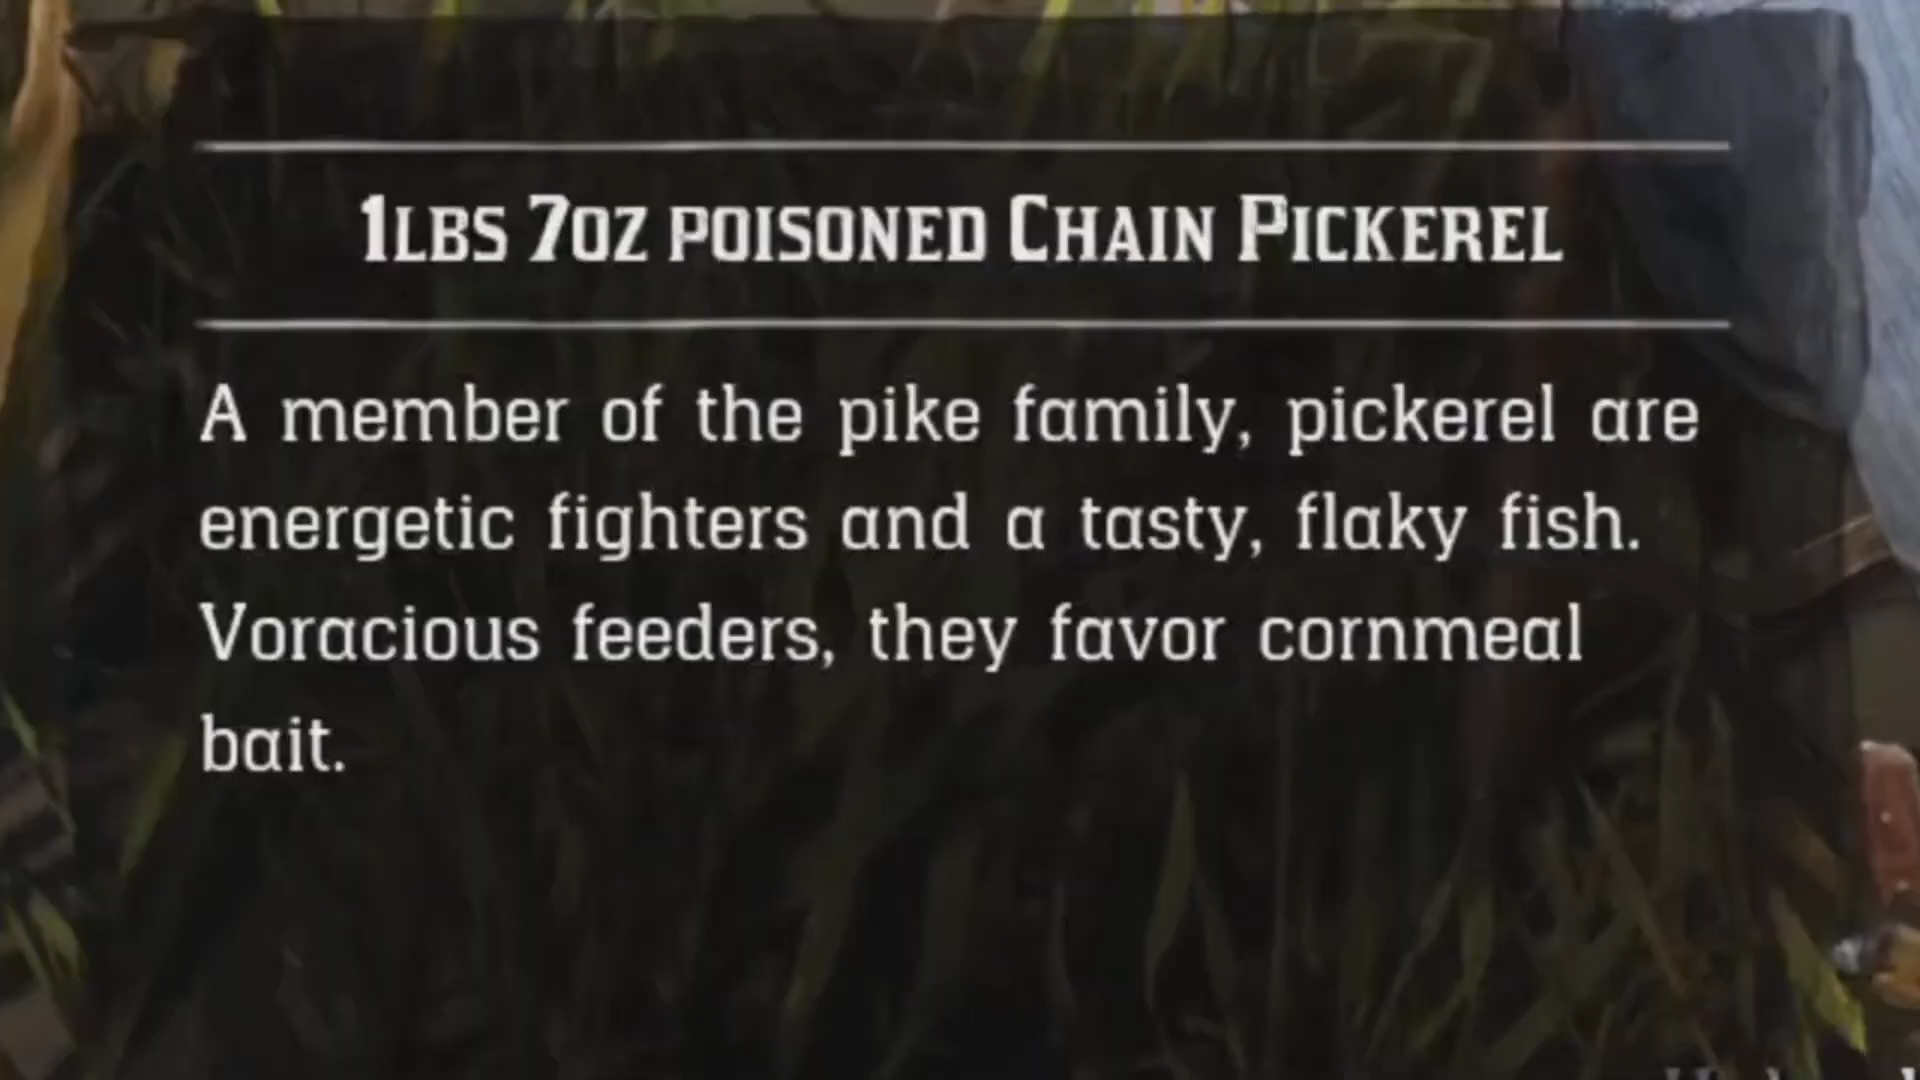 1LBS 7OZ POISONED CHAIN PICKEREL
A member of the pike family, pickerel are
energetic fighters and a tasty, flaky fish.
Voracious feeders, they favor cornmeal
bait.